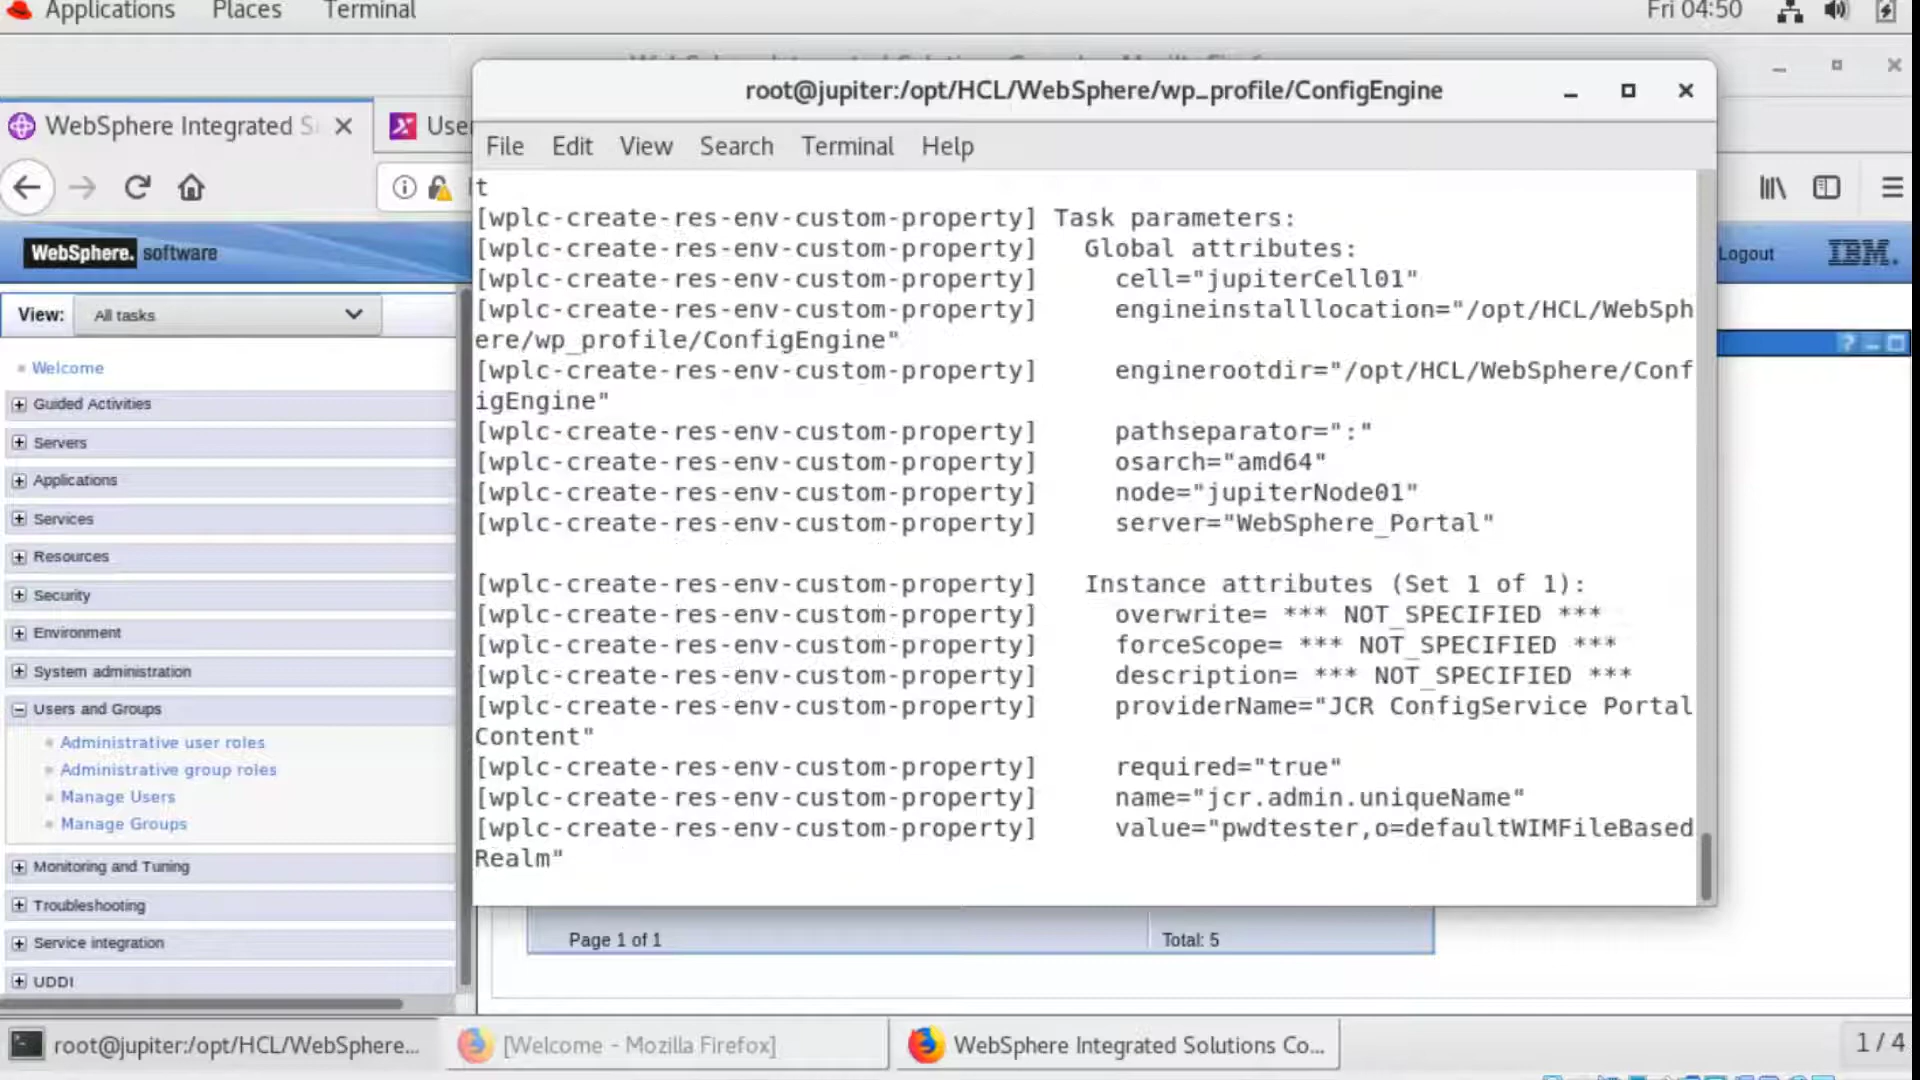 Applications Places Terminal Fri 04:50
root@jupiter:/opt/HCL/WebSphere/wp_profile/ConfigEngine
WebSphere Integrated S
Use
File Edit View Search Terminal Help
t
[wplc-create-res-env-custom-property] Task parameters:
[wplc-create-res-env-custom-property]   Global attributes:
[wplc-create-res-env-custom-property]     cell="jupiterCell01"
[wplc-create-res-env-custom-property]     engineinstalllocation="/opt/HCL/WebSph
ere/wp_profile/ConfigEngine"
[wplc-create-res-env-custom-property]     enginerootdir="/opt/HCL/WebSphere/Conf
igEngine"
[wplc-create-res-env-custom-property]     pathseparator=":"
[wplc-create-res-env-custom-property]     osarch="amd64"
[wplc-create-res-env-custom-property]     node="jupiterNode01"
[wplc-create-res-env-custom-property]     server="WebSphere_Portal"
[wplc-create-res-env-custom-property]   Instance attributes (Set 1 of 1):
[wplc-create-res-env-custom-property]     overwrite= *** NOT_SPECIFIED ***
[wplc-create-res-env-custom-property]     forceScope= *** NOT_SPECIFIED ***
[wplc-create-res-env-custom-property]     description= *** NOT_SPECIFIED ***
[wplc-create-res-env-custom-property]     providerName="JCR ConfigService Portal
Content"
[wplc-create-res-env-custom-property]     required="true"
[wplc-create-res-env-custom-property]     name="jcr.admin.uniqueName"
[wplc-create-res-env-custom-property]     value="pwdtester,o=defaultWIMFileBased
Realm"
WebSphere. software
Logout IBM.
View: All tasks
Welcome
Guided Activities
Servers
Applications
Services
Resources
Security
Environment
System administration
Users and Groups
Administrative user roles
Administrative group roles
Manage Users
Manage Groups
Monitoring and Tuning
Troubleshooting
Service integration
UDDI
Page 1 of 1 Total: 5
root@jupiter:/opt/HCL/WebSphere... [Welcome - Mozilla Firefox] WebSphere Integrated Solutions Co... 1 / 4